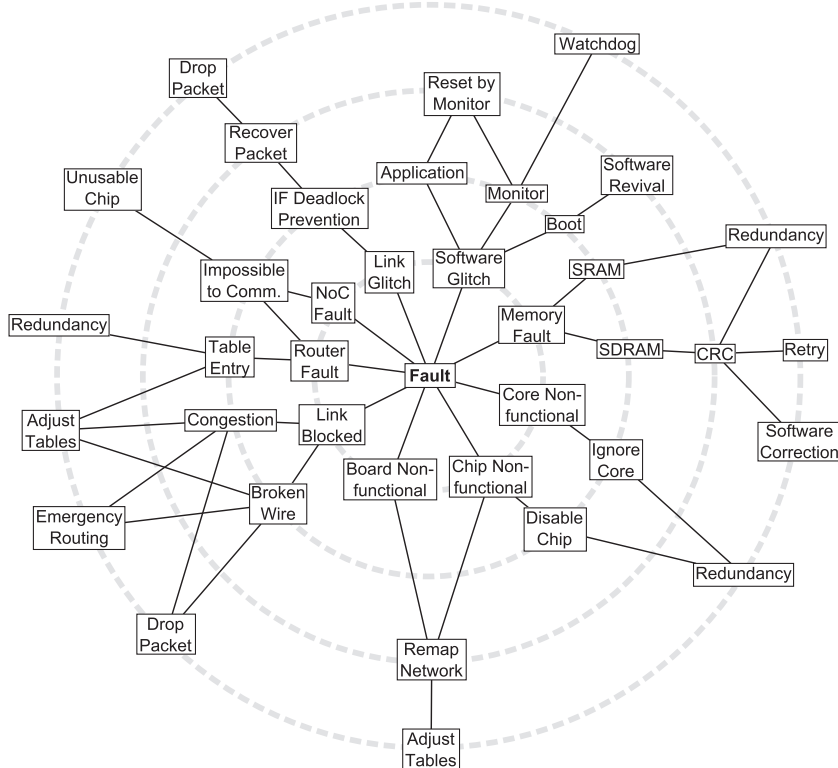 Watchdog
Drop
Packet
Reset by
Monitor
Recover
Packet
Software
Revival
Unusable
Chip
Application
Monitor
IF Deadlock
Prevention
Boot
Redundancy
Link
Glitch
Software
Glitch
SRAM
Impossible
to Comm.
NoC
Fault
Memory
Fault
Redundancy
Table
Entry
Router
Fault
SDRAM
CRC
Retry
Fault
Core Non-
functional
Adjust
Tables
Congestion
Link
Blocked
Software
Correction
Ignore
Core
Board Non-
functional
Chip Non-
functional
Broken
Wire
Emergency
Routing
Disable
Chip
Redundancy
Drop
Packet
Remap
Network
Adjust
Tables